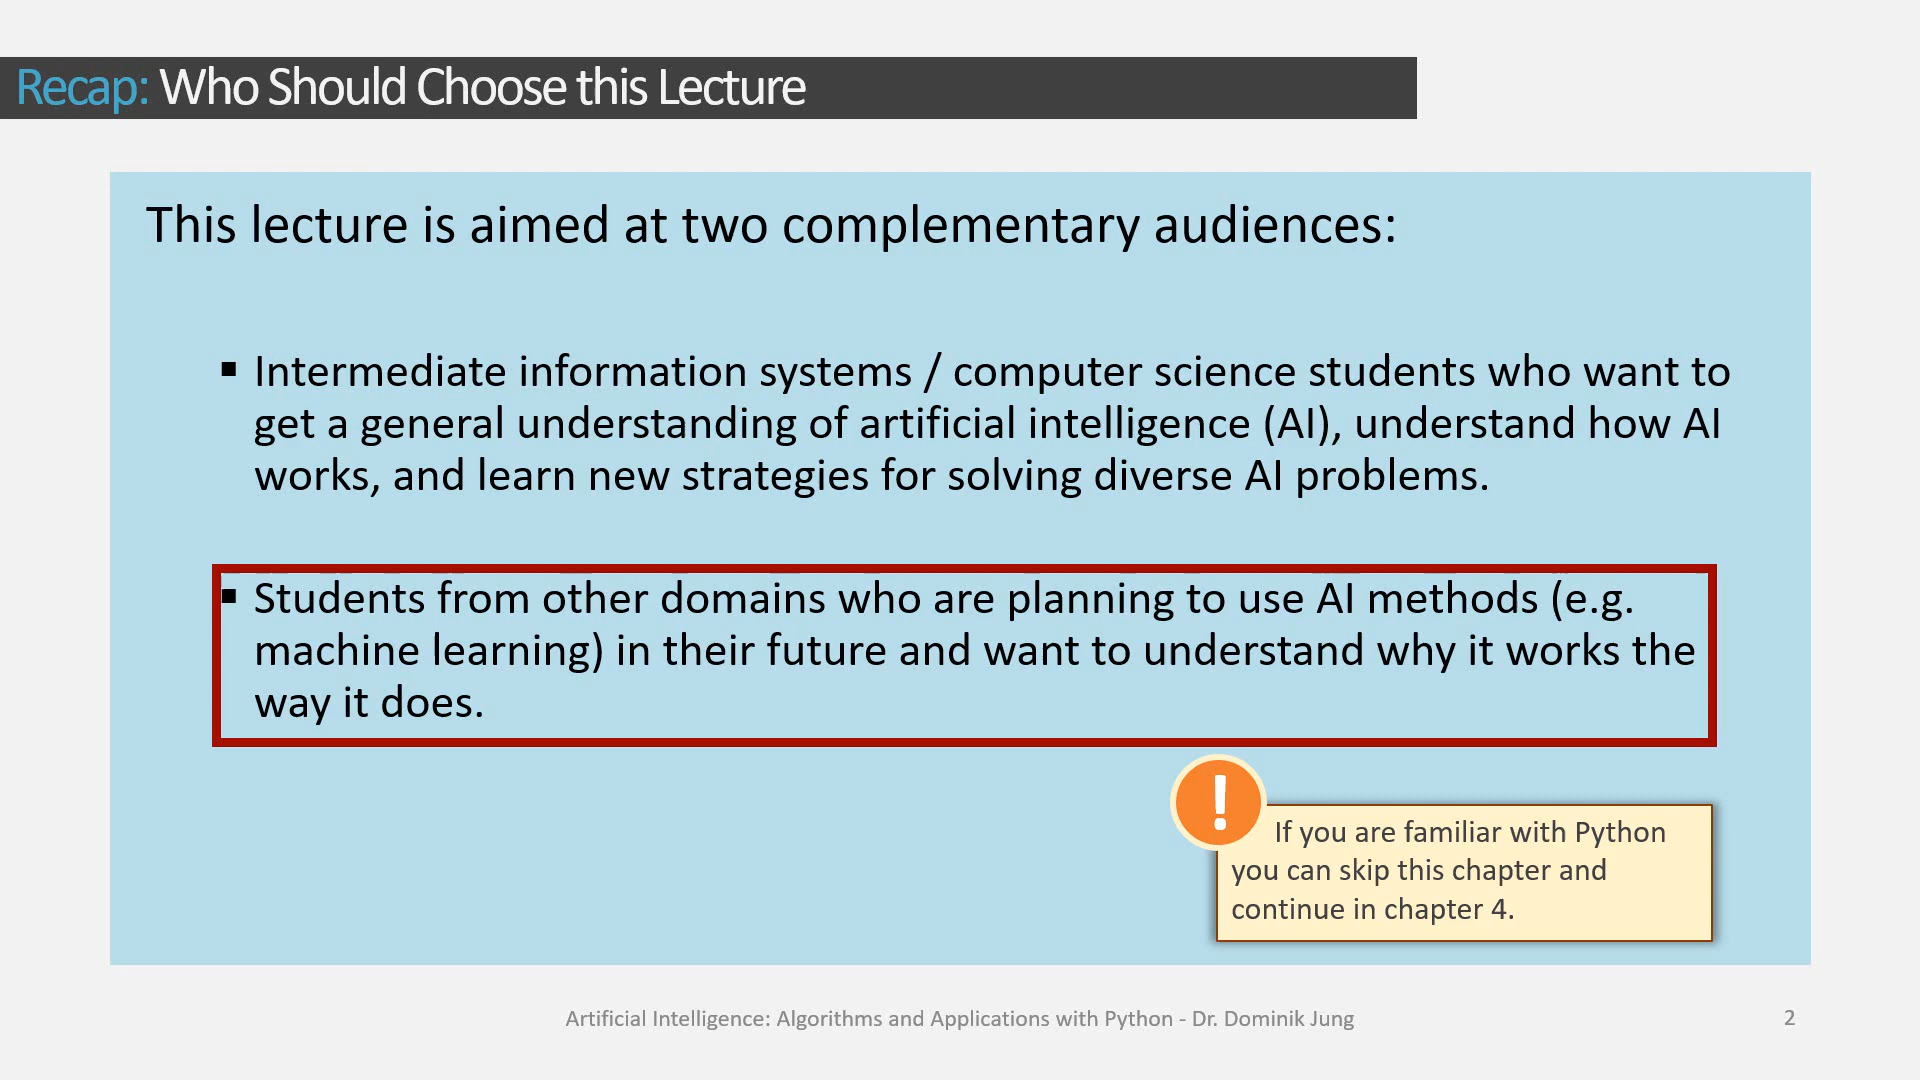 Recap: Who Should Choose this Lecture
This lecture is aimed at two complementary audiences:
▪ Intermediate information systems / computer science students who want to
get a general understanding of artificial intelligence (AI), understand how AI
works, and learn new strategies for solving diverse AI problems.
▪ Students from other domains who are planning to use AI methods (e.g.
machine learning) in their future and want to understand why it works the
way it does.
!
If you are familiar with Python
you can skip this chapter and
continue in chapter 4.
Artificial Intelligence: Algorithms and Applications with Python - Dr. Dominik Jung
2